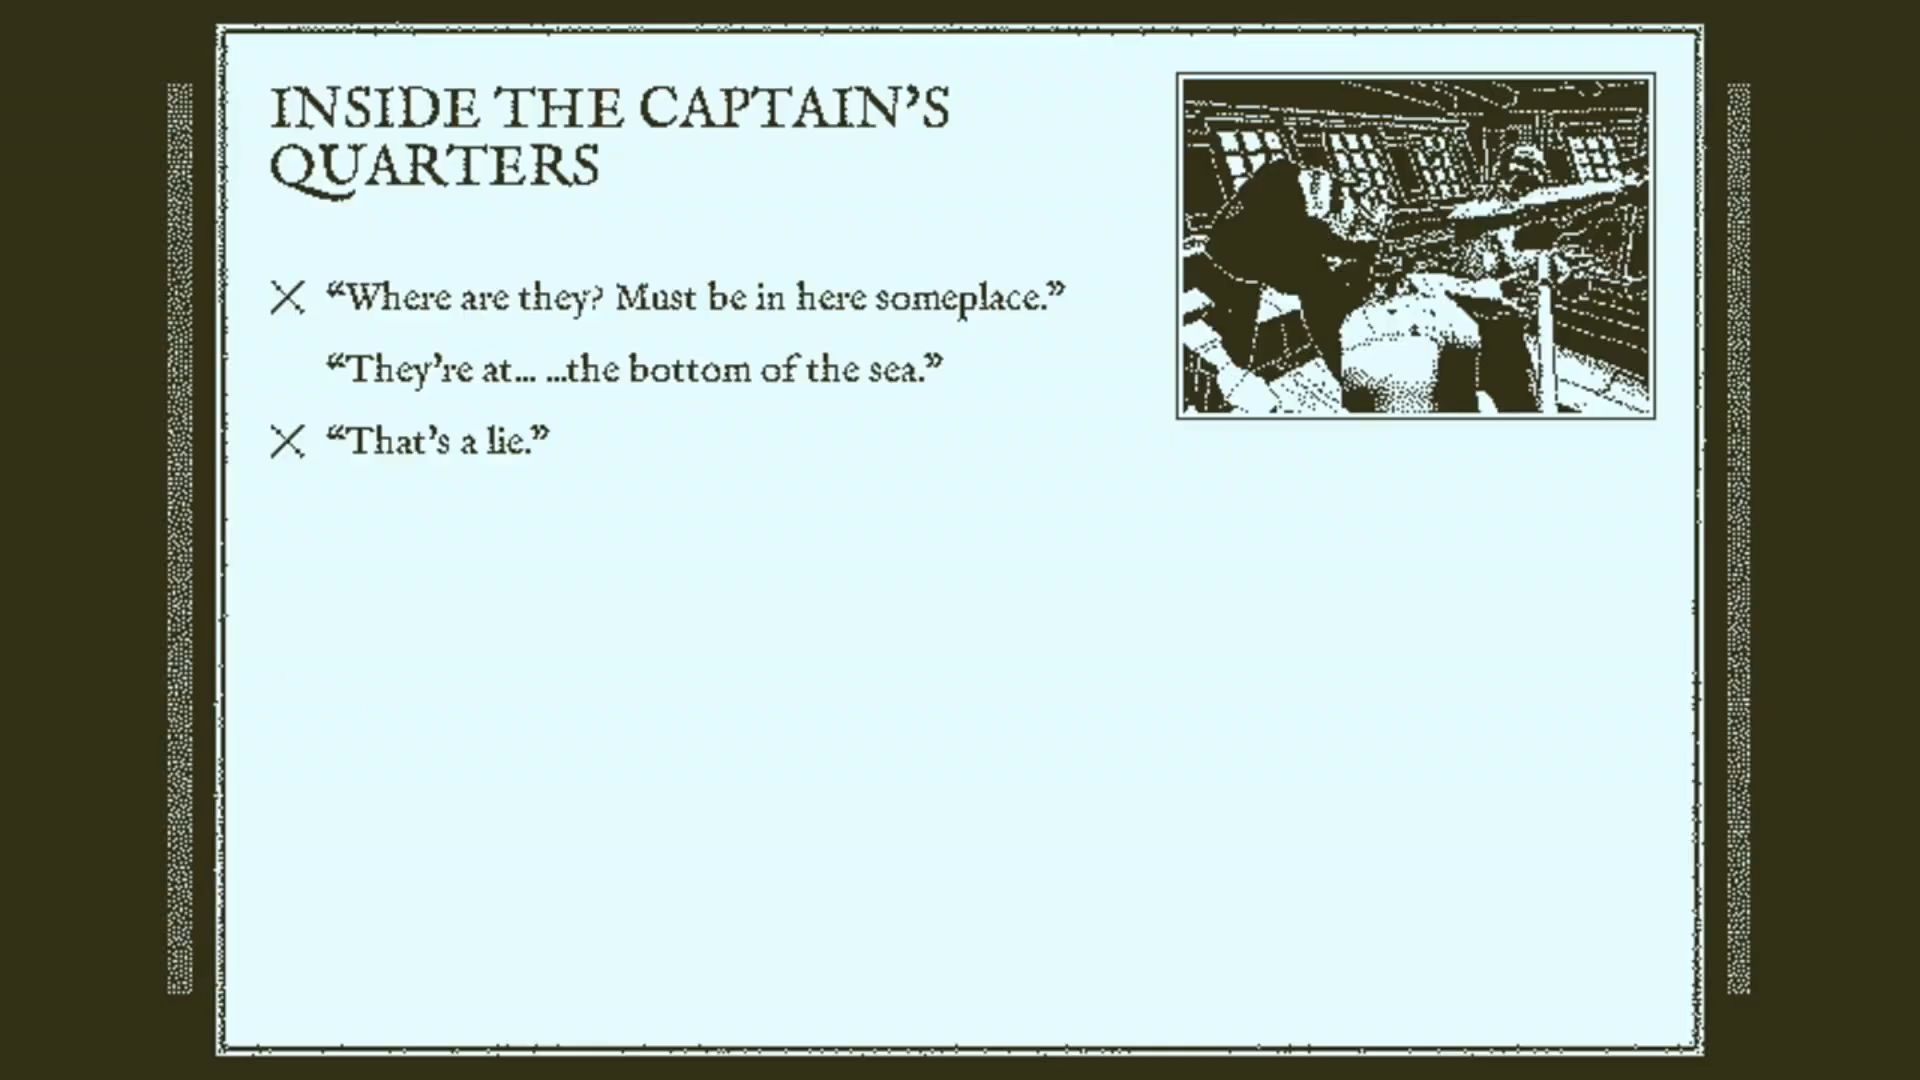 INSIDE THE CAPTAIN'S
QUARTERS
“Where are they? Must be in here someplace.”
“They're at... ...the bottom of the sea.”
“That's a lie.”